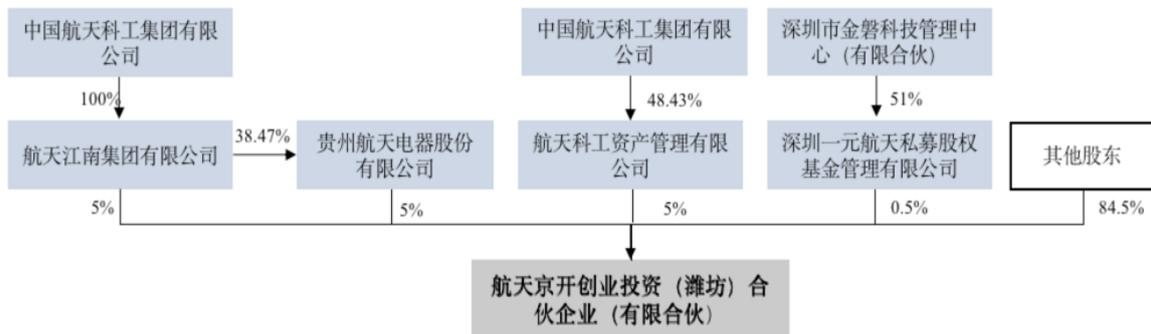 中国航天科工集团有限
公司
中国航天科工集团有限
公司
深圳市金磐科技管理中
心（有限合伙）
100%
48.43%
51%
航天江南集团有限公司
38.47%
贵州航天电器股份
有限公司
航天科工资产管理有限
公司
深圳一元航天私募股权
基金管理有限公司
其他股东
5%
5%
5%
0.5%
84.5%
航天京开创业投资（潍坊）合
伙企业（有限合伙）